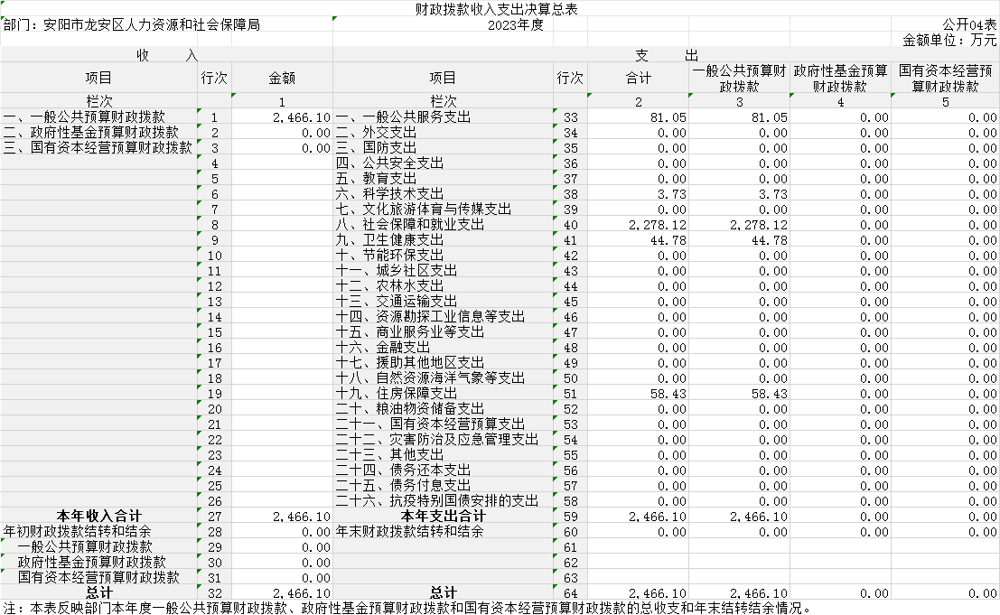 财政拨款收入支出决算总表
公开04表
部门：安阳市龙安区人力资源和社会保障局 2023年度 金额单位：万元
收 入 支 出
项目 行次 金额 项目 行次 合计 一般公共预算财政拨款 政府性基金预算财政拨款 国有资本经营预算财政拨款
栏次 1 栏次 2 3 4 5
一、一般公共预算财政拨款 1 2,466.10 一、一般公共服务支出 33 81.05 81.05 0.00 0.00
二、政府性基金预算财政拨款 2 0.00 二、外交支出 34 0.00 0.00 0.00 0.00
三、国有资本经营预算财政拨款 3 0.00 三、国防支出 35 0.00 0.00 0.00 0.00
4 四、公共安全支出 36 0.00 0.00 0.00 0.00
5 五、教育支出 37 0.00 0.00 0.00 0.00
6 六、科学技术支出 38 3.73 3.73 0.00 0.00
7 七、文化旅游体育与传媒支出 39 0.00 0.00 0.00 0.00
8 八、社会保障和就业支出 40 2,278.12 2,278.12 0.00 0.00
9 九、卫生健康支出 41 44.78 44.78 0.00 0.00
10 十、节能环保支出 42 0.00 0.00 0.00 0.00
11 十一、城乡社区支出 43 0.00 0.00 0.00 0.00
12 十二、农林水支出 44 0.00 0.00 0.00 0.00
13 十三、交通运输支出 45 0.00 0.00 0.00 0.00
14 十四、资源勘探工业信息等支出 46 0.00 0.00 0.00 0.00
15 十五、商业服务业等支出 47 0.00 0.00 0.00 0.00
16 十六、金融支出 48 0.00 0.00 0.00 0.00
17 十七、援助其他地区支出 49 0.00 0.00 0.00 0.00
18 十八、自然资源海洋气象等支出 50 0.00 0.00 0.00 0.00
19 十九、住房保障支出 51 58.43 58.43 0.00 0.00
20 二十、粮油物资储备支出 52 0.00 0.00 0.00 0.00
21 二十一、国有资本经营预算支出 53 0.00 0.00 0.00 0.00
22 二十二、灾害防治及应急管理支出 54 0.00 0.00 0.00 0.00
23 二十三、其他支出 55 0.00 0.00 0.00 0.00
24 二十四、债务还本支出 56 0.00 0.00 0.00 0.00
25 二十五、债务付息支出 57 0.00 0.00 0.00 0.00
26 二十六、抗疫特别国债安排的支出 58 0.00 0.00 0.00 0.00
本年收入合计 27 2,466.10 本年支出合计 59 2,466.10 2,466.10 0.00 0.00
年初财政拨款结转和结余 28 0.00 年末财政拨款结转和结余 60 0.00 0.00 0.00 0.00
一般公共预算财政拨款 29 0.00 61
政府性基金预算财政拨款 30 0.00 62
国有资本经营预算财政拨款 31 0.00 63
总计 32 2,466.10 总计 64 2,466.10 2,466.10 0.00 0.00
注：本表反映部门本年度一般公共预算财政拨款、政府性基金预算财政拨款和国有资本经营预算财政拨款的总收支和年末结转结余情况。